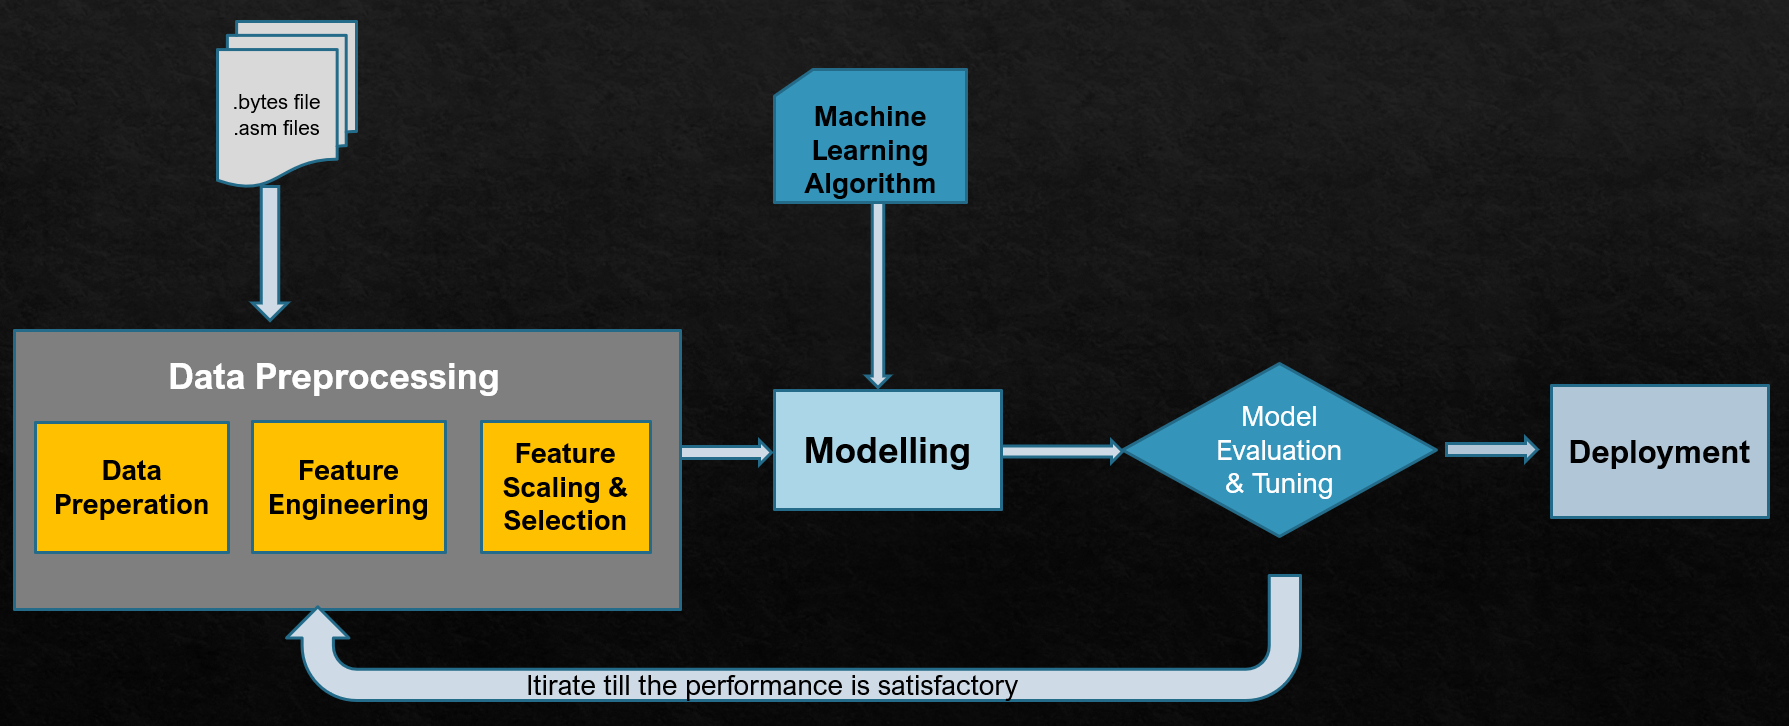 .bytes file
.asm files
Machine
Learning
Algorithm
Data Preprocessing
Data
Preperation
Feature
Engineering
Feature
Scaling &
Selection
Modelling
Model
Evaluation
& Tuning
Deployment
Itirate till the performance is satisfactory